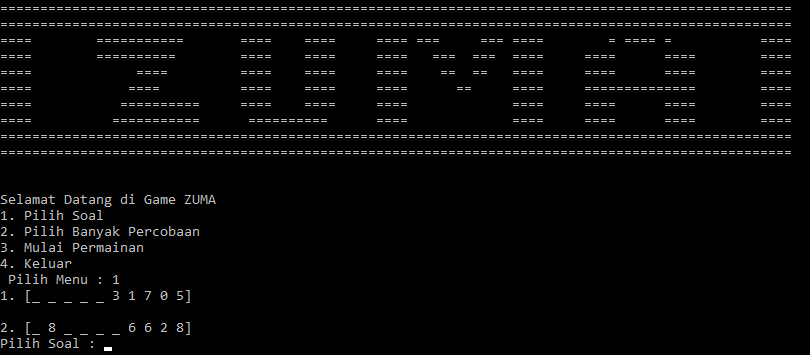 ===================================================================================================
===================================================================================================
====        ===========       ====    ====     ==== ===     === ====           = ==== =           ====
====        ==========        ====    ====     ====   ===  ===  ====     ====      ====        ====
====             ====         ====    ====     ====    ==  ==   ====     ====      ====        ====
====            ====          ====    ====     ====      ==     ====     ==============        ====
====           ==========     ====    ====     ====             ====     ====      ====        ====
====          ===========      ==========      ====             ====     ====      ====        ====
===================================================================================================
===================================================================================================
Selamat Datang di Game ZUMA
1. Pilih Soal
2. Pilih Banyak Percobaan
3. Mulai Permainan
4. Keluar
Pilih Menu : 1
1. [_ _ _ _ _ 3 1 7 0 5]
2. [_ 8 _ _ _ _ 6 6 2 8]
Pilih Soal :